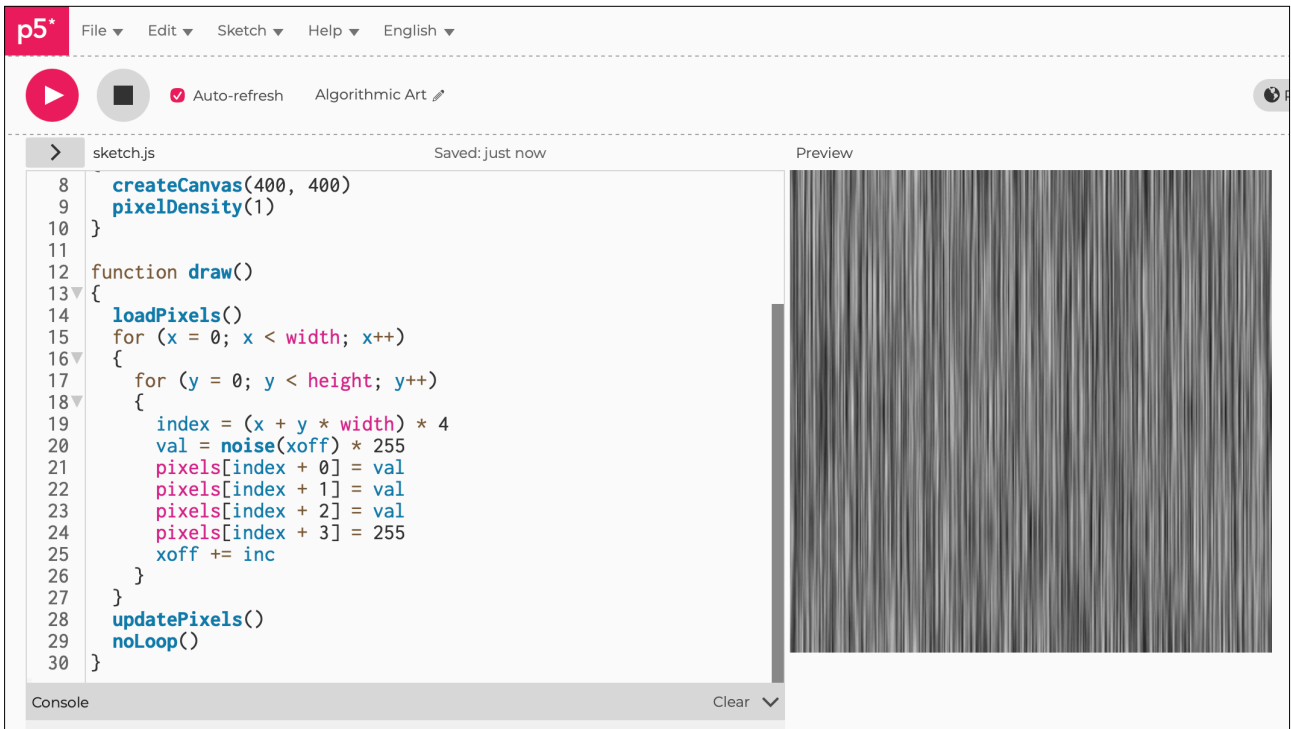 p5*
File Edit Sketch Help English
Auto-refresh Algorithmic Art
sketch.js Saved: just now Preview
8 createCanvas(400, 400)
9 pixelDensity(1)
10 }
11
12 function draw()
13 {
14 loadPixels()
15 for (x = 0; x < width; x++)
16 {
17 for (y = 0; y < height; y++)
18 {
19 index = (x + y * width) * 4
20 val = noise(xoff) * 255
21 pixels[index + 0] = val
22 pixels[index + 1] = val
23 pixels[index + 2] = val
24 pixels[index + 3] = 255
25 xoff += inc
26 }
27 }
28 updatePixels()
29 noLoop()
30 }
Console Clear